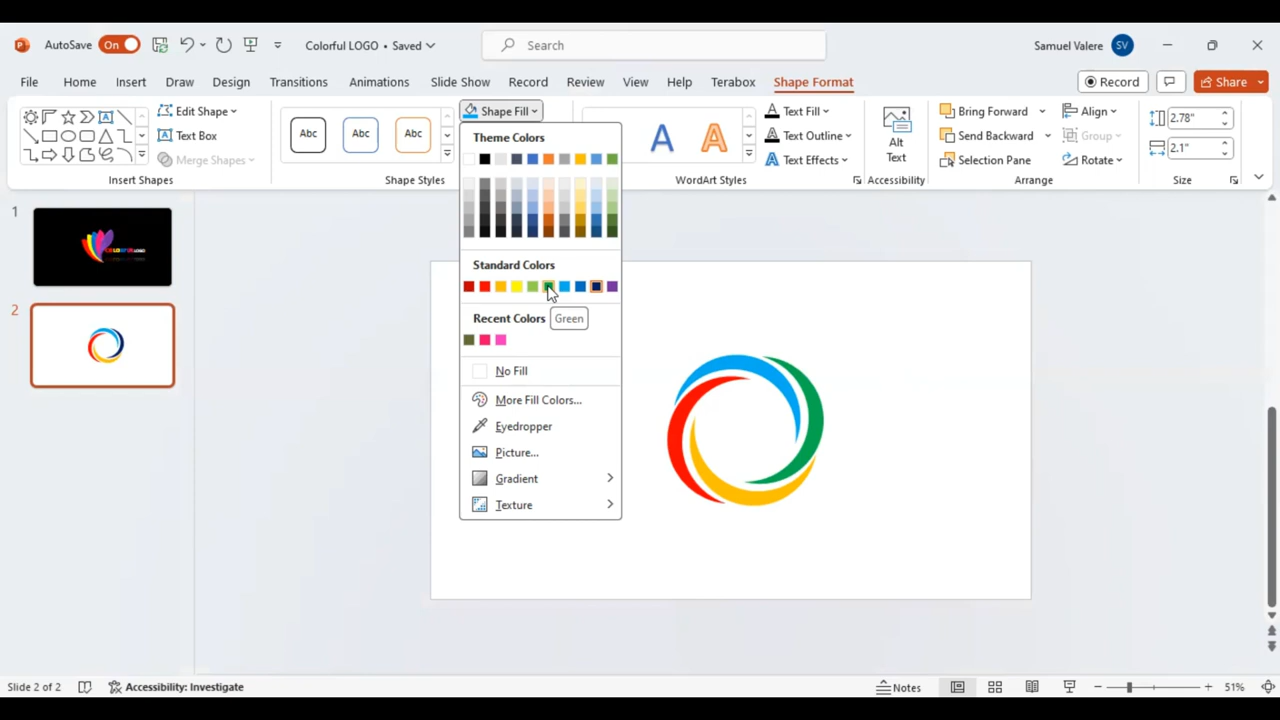 AutoSave On Colorful LOGO • Saved Search Samuel Valere SV
File Home Insert Draw Design Transitions Animations Slide Show Record Review View Help Terabox Shape Format Record Share
Edit Shape Text Box Merge Shapes
Insert Shapes
Abc Abc Abc
Shape Styles
Shape Fill
Theme Colors
Standard Colors
Recent Colors
Green
No Fill
More Fill Colors...
Eyedropper
Picture...
Gradient
Texture
A A
Text Fill
Text Outline
Text Effects
WordArt Styles
Alt
Text
Accessibility
Bring Forward Align
Send Backward Group
Selection Pane Rotate
Arrange
2.78"
2.1"
Size
1
2
Slide 2 of 2 Accessibility: Investigate Notes 51%